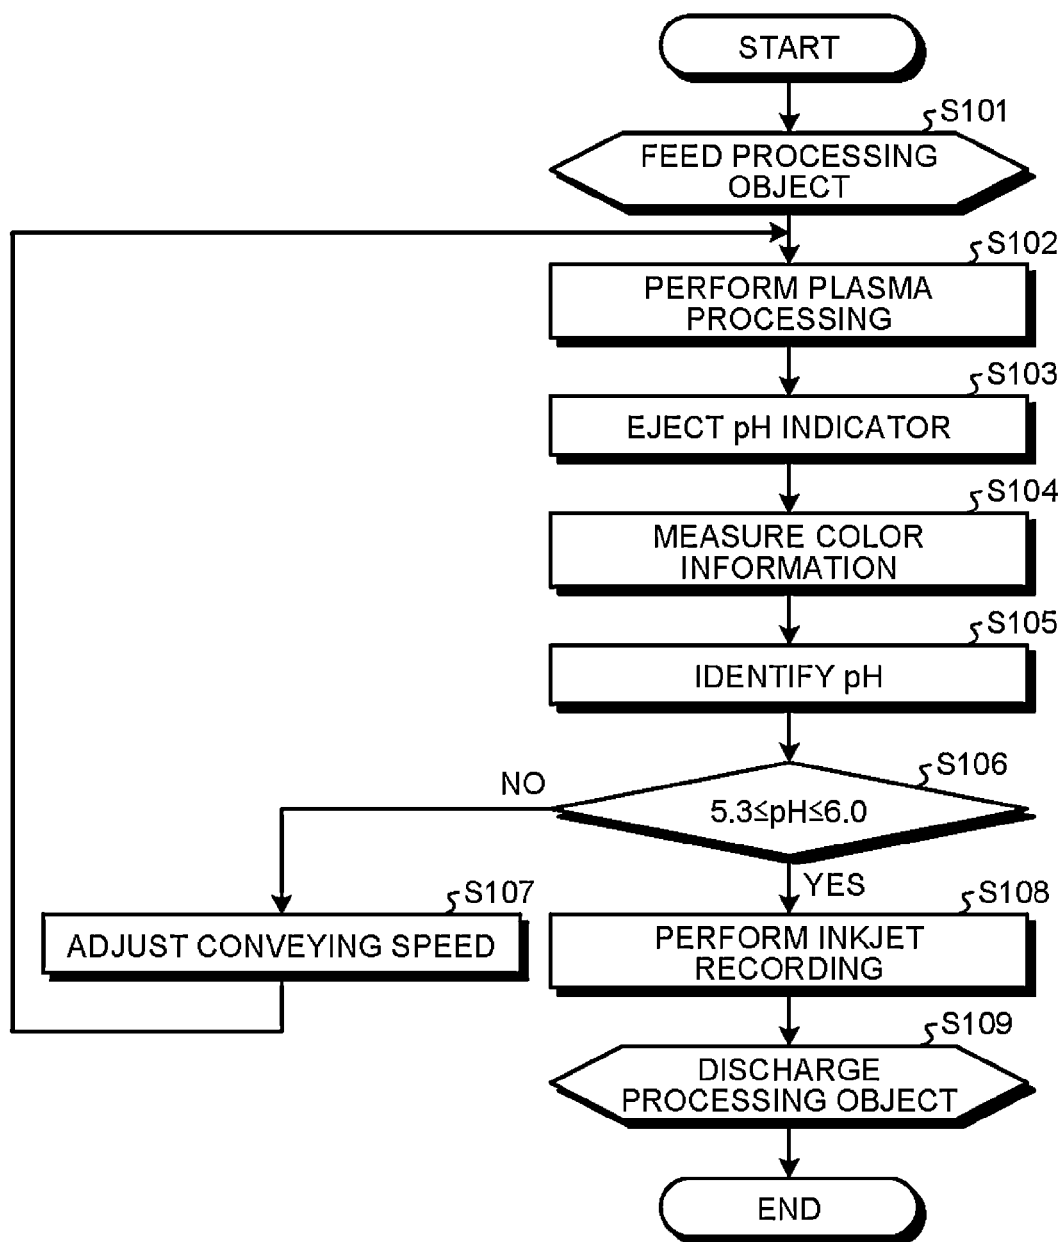 START
S101
FEED PROCESSING
OBJECT
S102
PERFORM PLASMA
PROCESSING
S103
EJECT pH INDICATOR
S104
MEASURE COLOR
INFORMATION
S105
IDENTIFY pH
S106
NO
5.3≤pH≤6.0
YES
S107
ADJUST CONVEYING SPEED
S108
PERFORM INKJET
RECORDING
S109
DISCHARGE
PROCESSING OBJECT
END